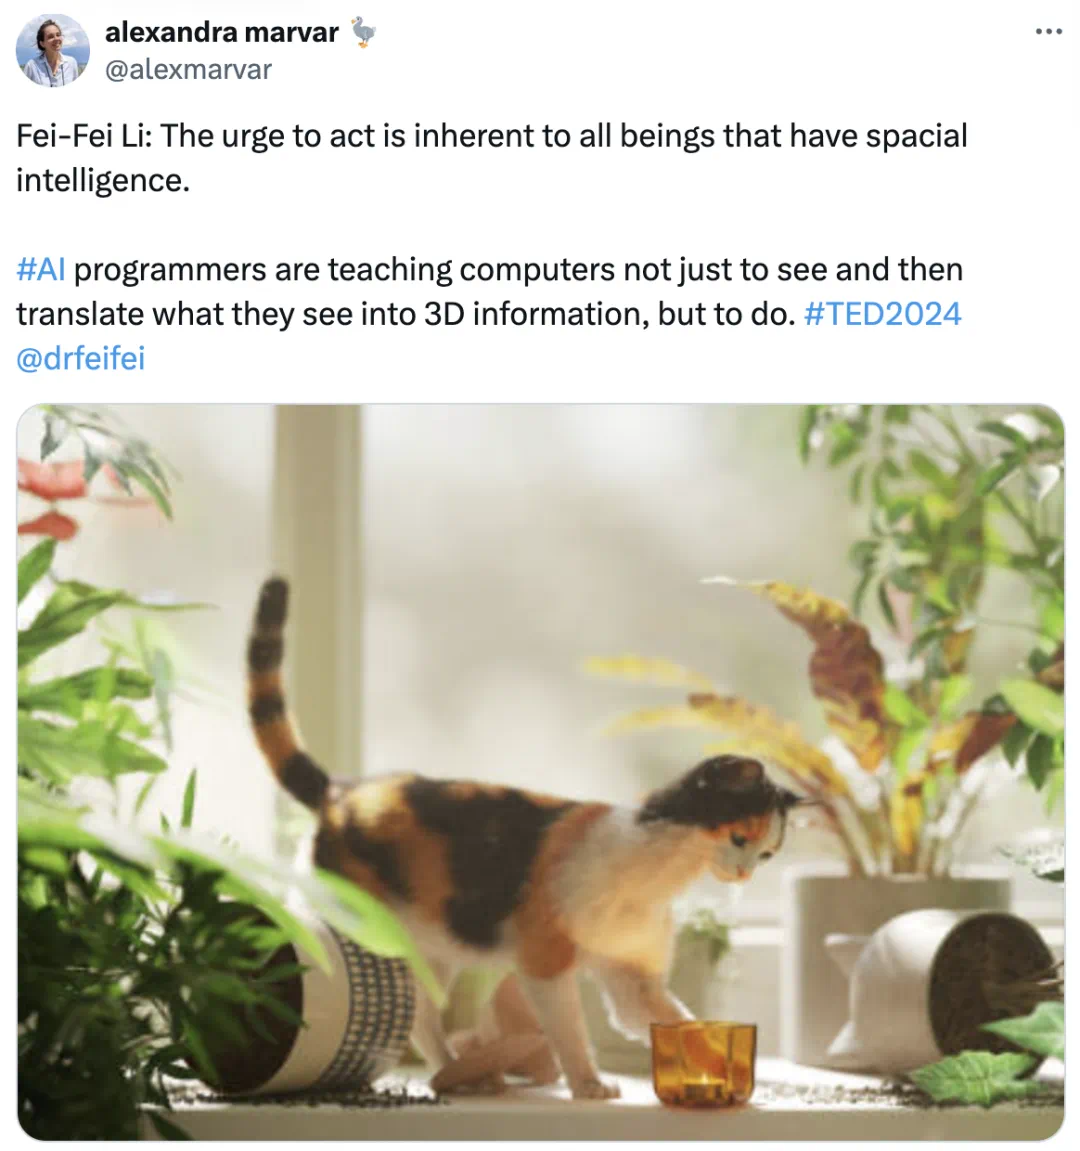 alexandra marvar
@alexmarvar
Fei-Fei Li: The urge to act is inherent to all beings that have spacial
intelligence.
#AI programmers are teaching computers not just to see and then
translate what they see into 3D information, but to do. #TED2024
@drfeifei